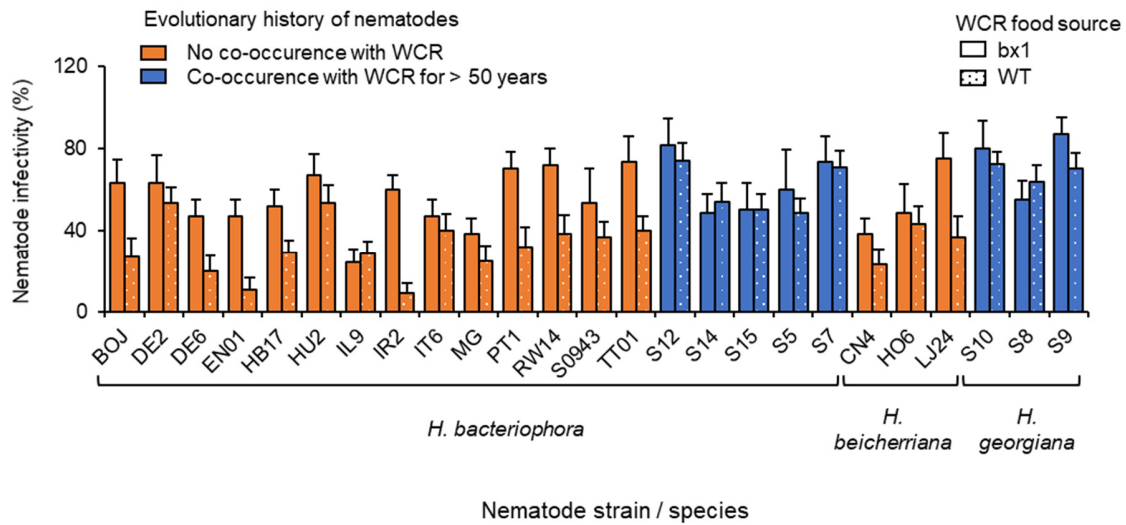 Evolutionary history of nematodes
No co-occurence with WCR
Co-occurence with WCR for > 50 years
WCR food source
bx1
WT
Nematode infectivity (%)
120
80
40
0
BOJ
DE2
DE6
EN01
HB17
HU2
IL9
IR2
IT6
MG
PT1
RW14
S0943
TT01
S12
S14
S15
S5
S7
CN4
HO6
LJ24
S10
S8
S9
H. bacteriophora
H.
beicherriana
H.
georgiana
Nematode strain / species